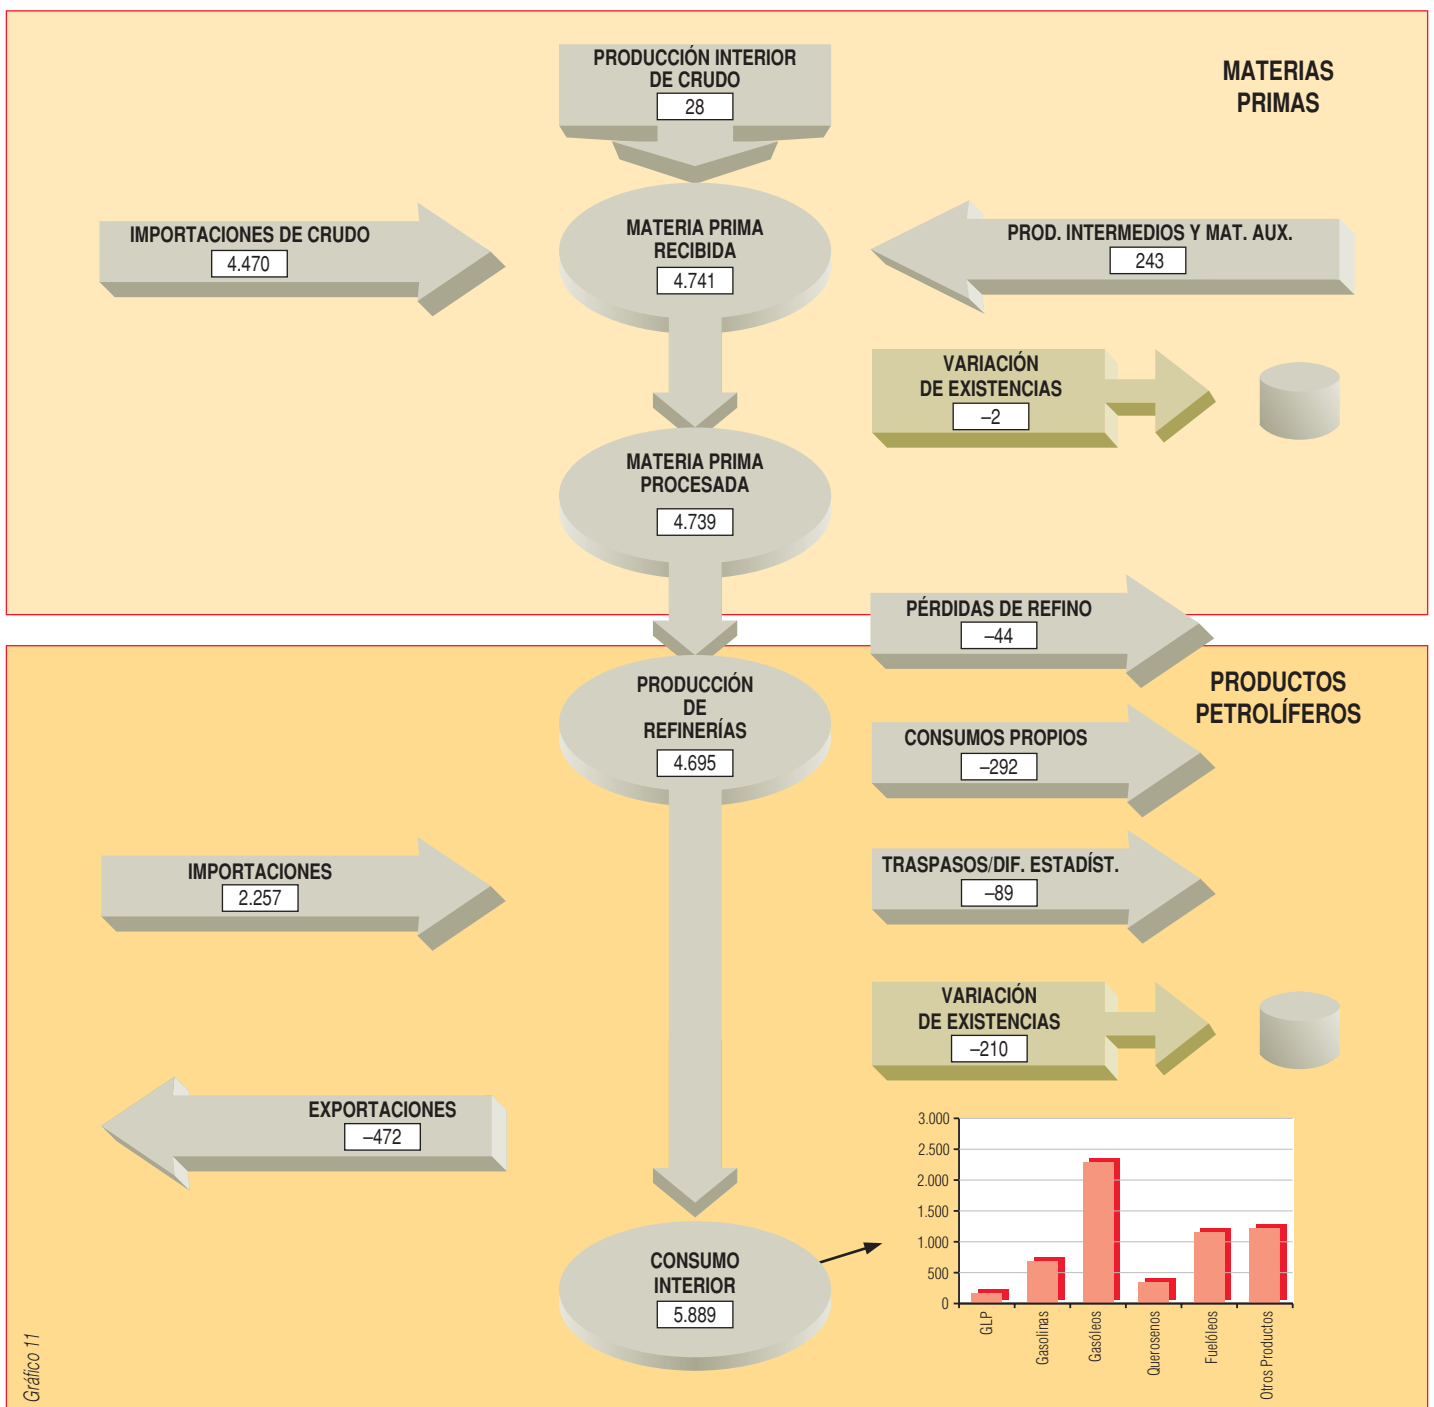 PRODUCCIÓN INTERIOR
DE CRUDO
28
MATERIAS
PRIMAS
IMPORTACIONES DE CRUDO
4.470
MATERIA PRIMA
RECIBIDA
4.741
PROD. INTERMEDIOS Y MAT. AUX.
243
VARIACIÓN
DE EXISTENCIAS
–2
MATERIA PRIMA
PROCESADA
4.739
PÉRDIDAS DE REFINO
–44
PRODUCCIÓN
DE
REFINERÍAS
4.695
PRODUCTOS
PETROLÍFEROS
CONSUMOS PROPIOS
–292
IMPORTACIONES
2.257
TRASPASOS/DIF. ESTADÍST.
–89
VARIACIÓN
DE EXISTENCIAS
–210
EXPORTACIONES
–472
CONSUMO
INTERIOR
5.889
3.000
2.500
2.000
1.500
1.000
500
0
GLP
Gasolinas
Gasóleos
Querosenos
Fuelóleos
Otros Productos
Gráfico 11